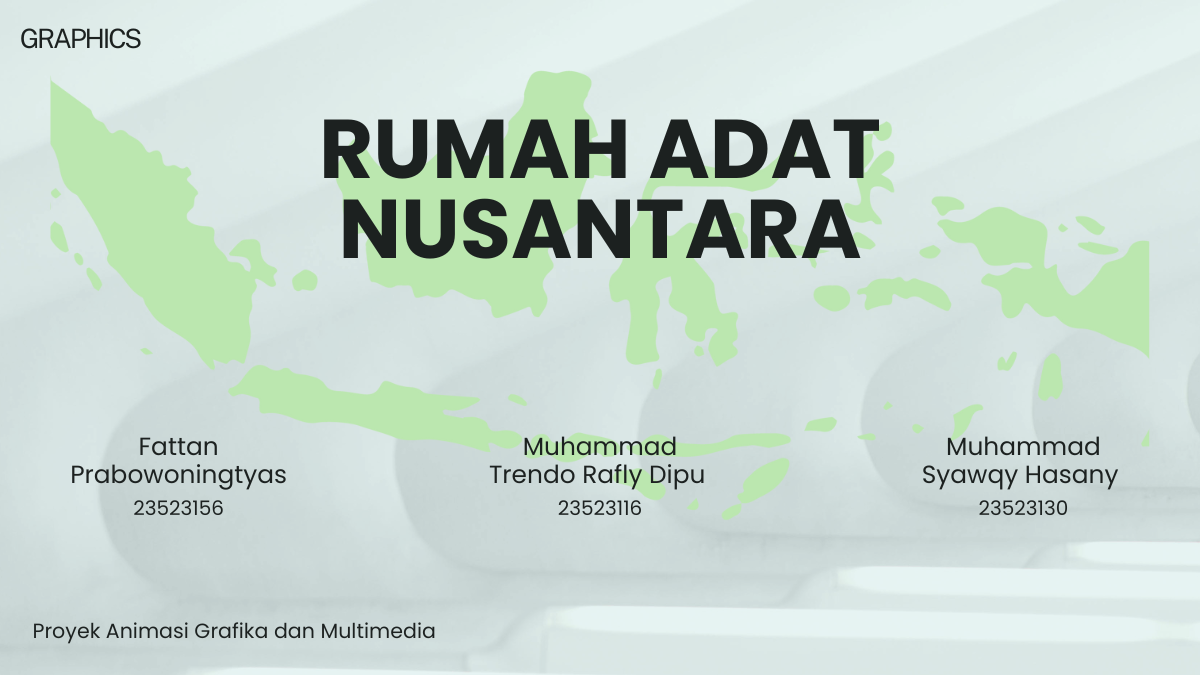 GRAPHICS
RUMAH ADAT
NUSANTARA
Fattan
Prabowoningtyas
23523156
Muhammad
Trendo Rafly Dipu
23523116
Muhammad
Syawqy Hasany
23523130
Proyek Animasi Grafika dan Multimedia